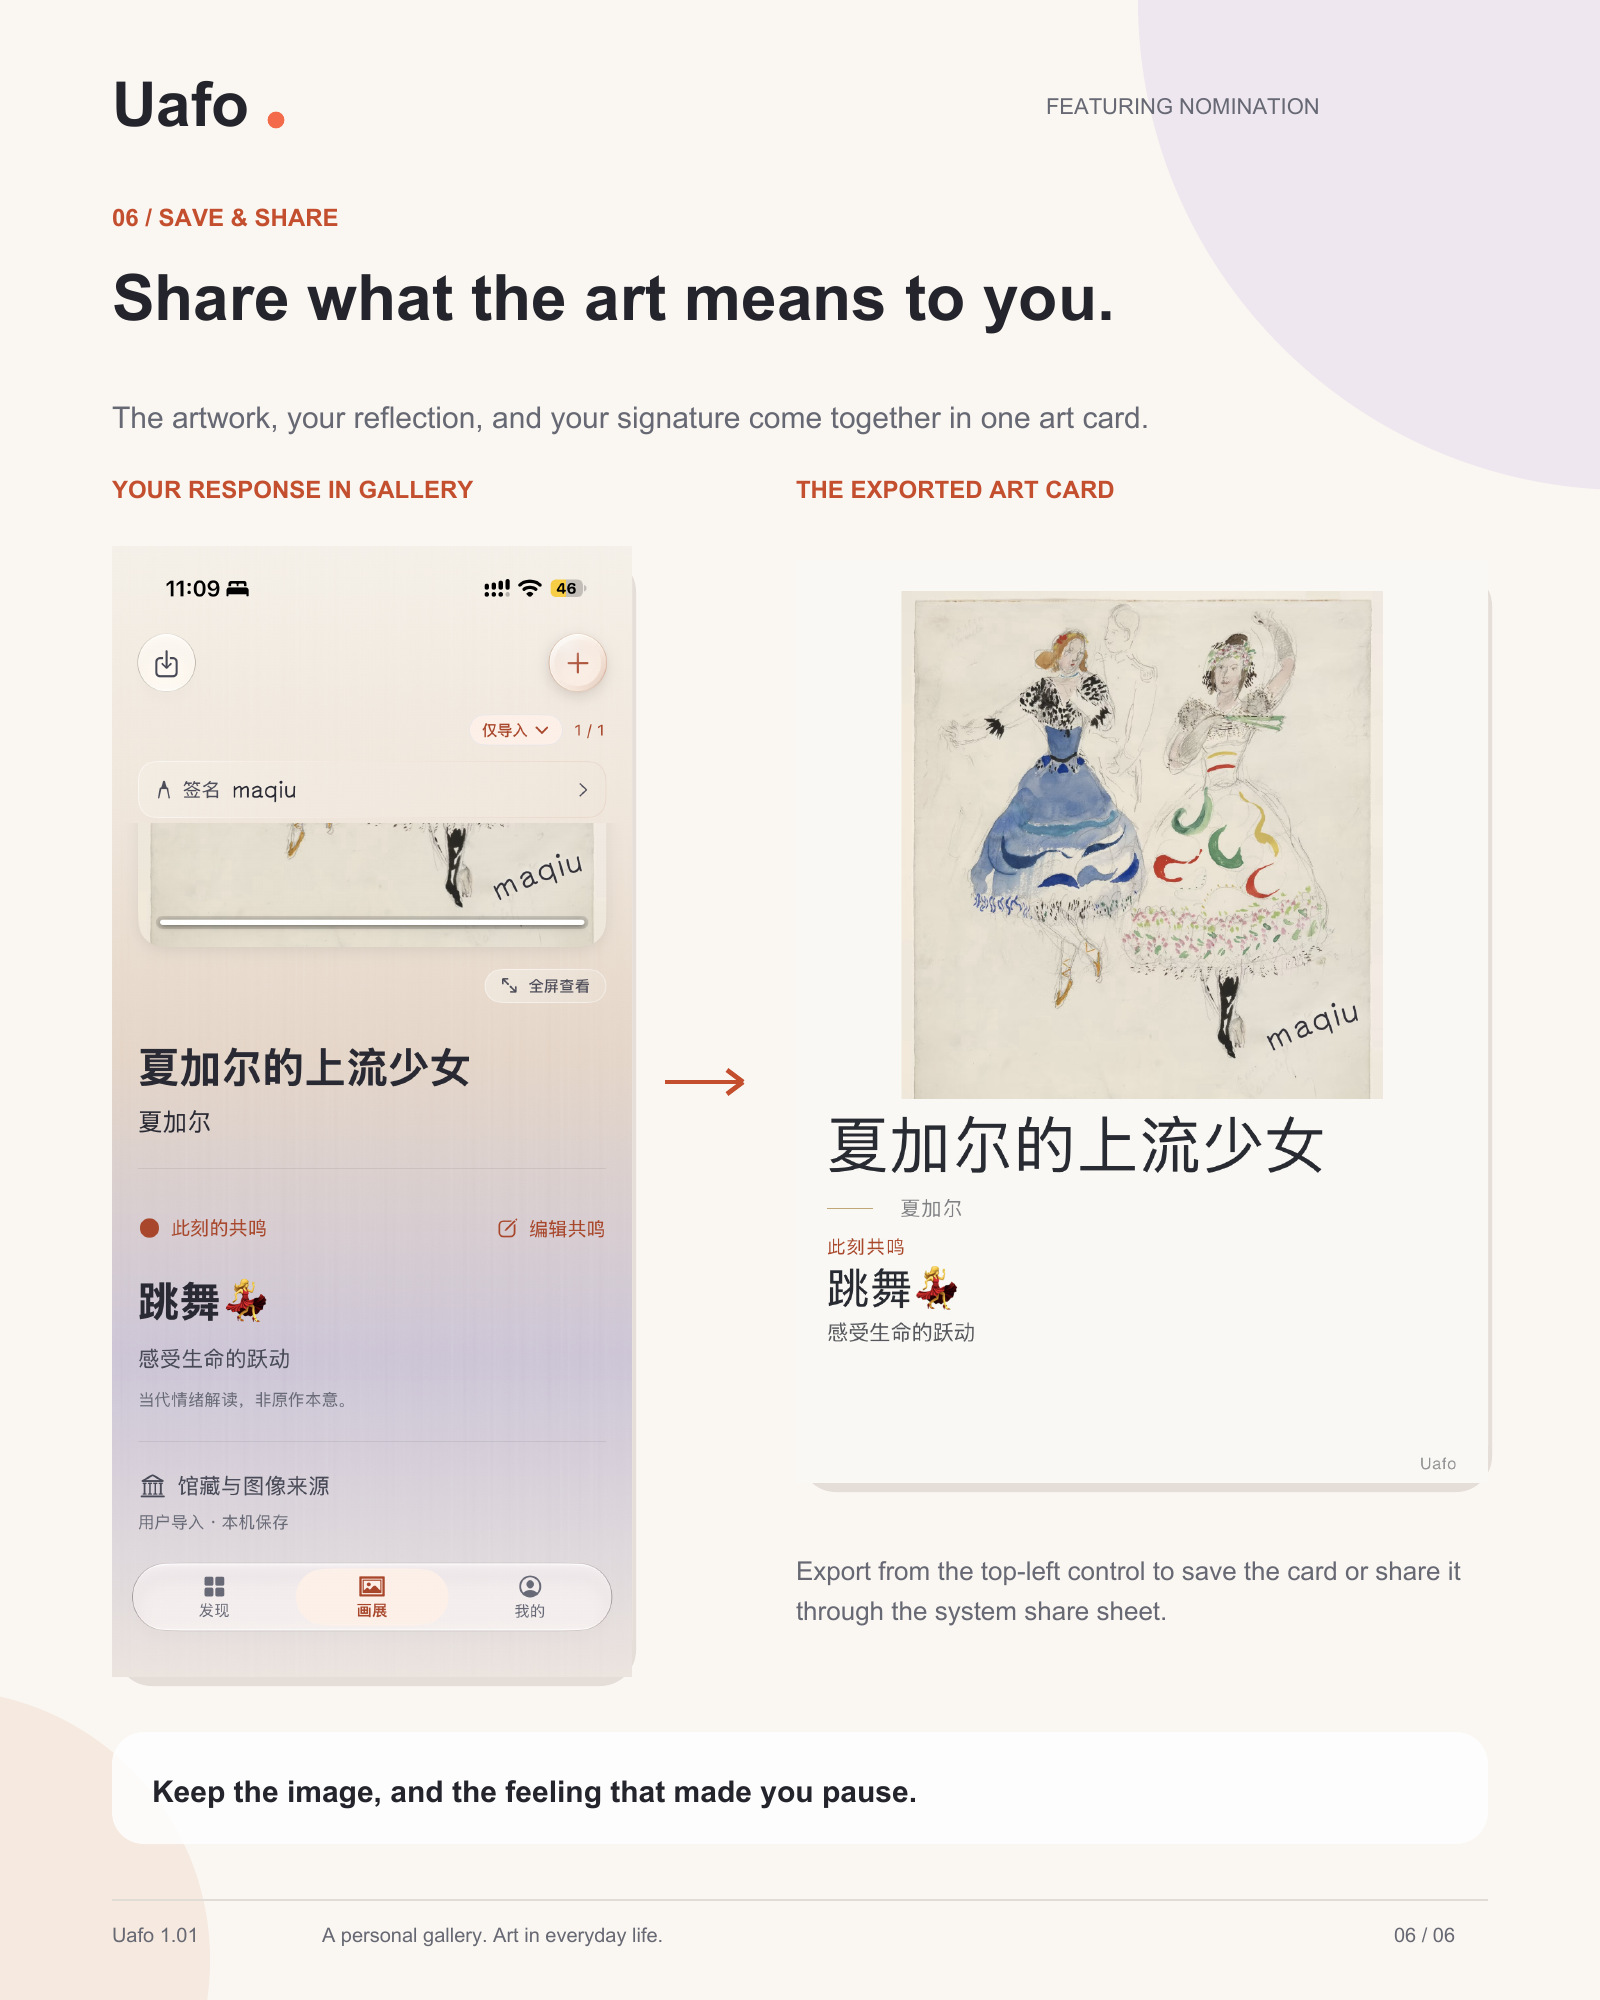 Uafo .
FEATURING NOMINATION
06 / SAVE & SHARE
Share what the art means to you.
The artwork, your reflection, and your signature come together in one art card.
YOUR RESPONSE IN GALLERY
11:09
46
仅导入
1 / 1
签名 maqiu
maqiu
全屏查看
夏加尔的上流少女
夏加尔
此刻的共鸣
编辑共鸣
跳舞💃
感受生命的跃动
当代情绪解读，非原作本意。
馆藏与图像来源
用户导入 · 本机保存
发现
画展
我的
THE EXPORTED ART CARD
maqiu
夏加尔的上流少女
夏加尔
此刻共鸣
跳舞💃
感受生命的跃动
Uafo
Export from the top-left control to save the card or share it
through the system share sheet.
Keep the image, and the feeling that made you pause.
Uafo 1.01
A personal gallery. Art in everyday life.
06 / 06